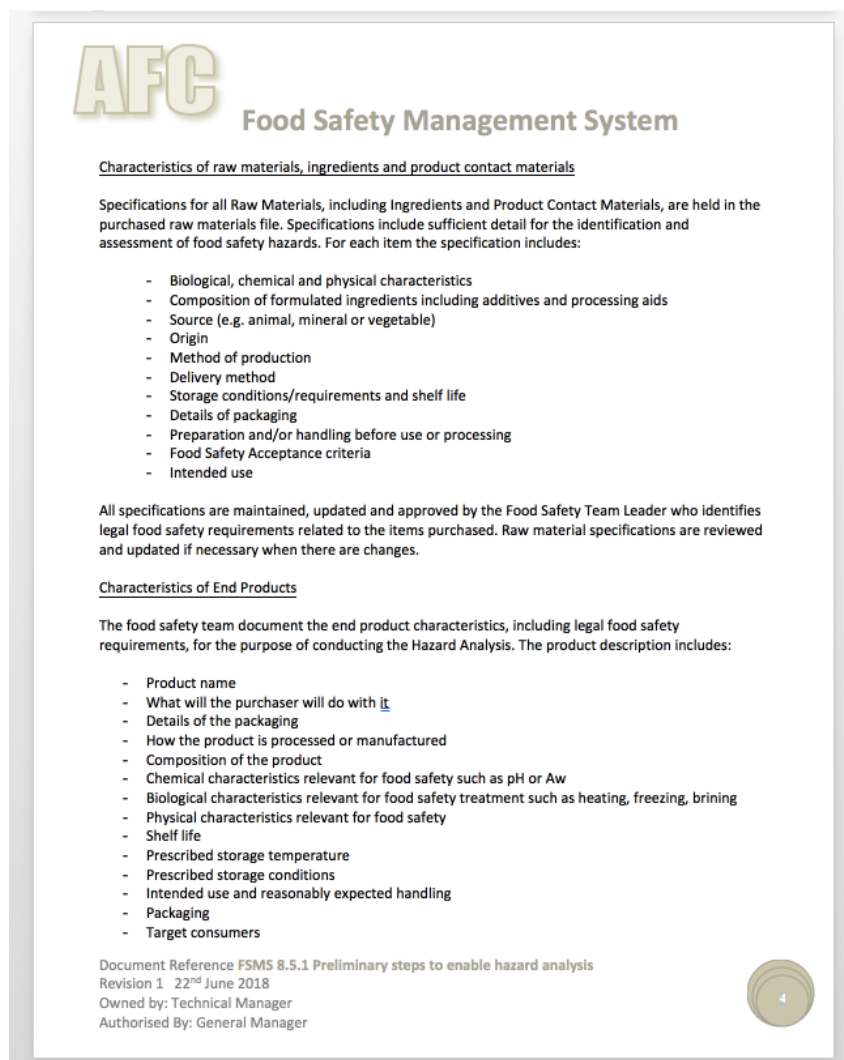 AFC
Food Safety Management System
Characteristics of raw materials, ingredients and product contact materials
Specifications for all Raw Materials, including Ingredients and Product Contact Materials, are held in the
purchased raw materials file. Specifications include sufficient detail for the identification and
assessment of food safety hazards. For each item the specification includes:
- Biological, chemical and physical characteristics
- Composition of formulated ingredients including additives and processing aids
- Source (e.g. animal, mineral or vegetable)
- Origin
- Method of production
- Delivery method
- Storage conditions/requirements and shelf life
- Details of packaging
- Preparation and/or handling before use or processing
- Food Safety Acceptance criteria
- Intended use
All specifications are maintained, updated and approved by the Food Safety Team Leader who identifies
legal food safety requirements related to the items purchased. Raw material specifications are reviewed
and updated if necessary when there are changes.
Characteristics of End Products
The food safety team document the end product characteristics, including legal food safety
requirements, for the purpose of conducting the Hazard Analysis. The product description includes:
- Product name
- What will the purchaser will do with it
- Details of the packaging
- How the product is processed or manufactured
- Composition of the product
- Chemical characteristics relevant for food safety such as pH or Aw
- Biological characteristics relevant for food safety treatment such as heating, freezing, brining
- Physical characteristics relevant for food safety
- Shelf life
- Prescribed storage temperature
- Prescribed storage conditions
- Intended use and reasonably expected handling
- Packaging
- Target consumers
Document Reference FSMS 8.5.1 Preliminary steps to enable hazard analysis
Revision 1 22nd June 2018
Owned by: Technical Manager
Authorised By: General Manager
4